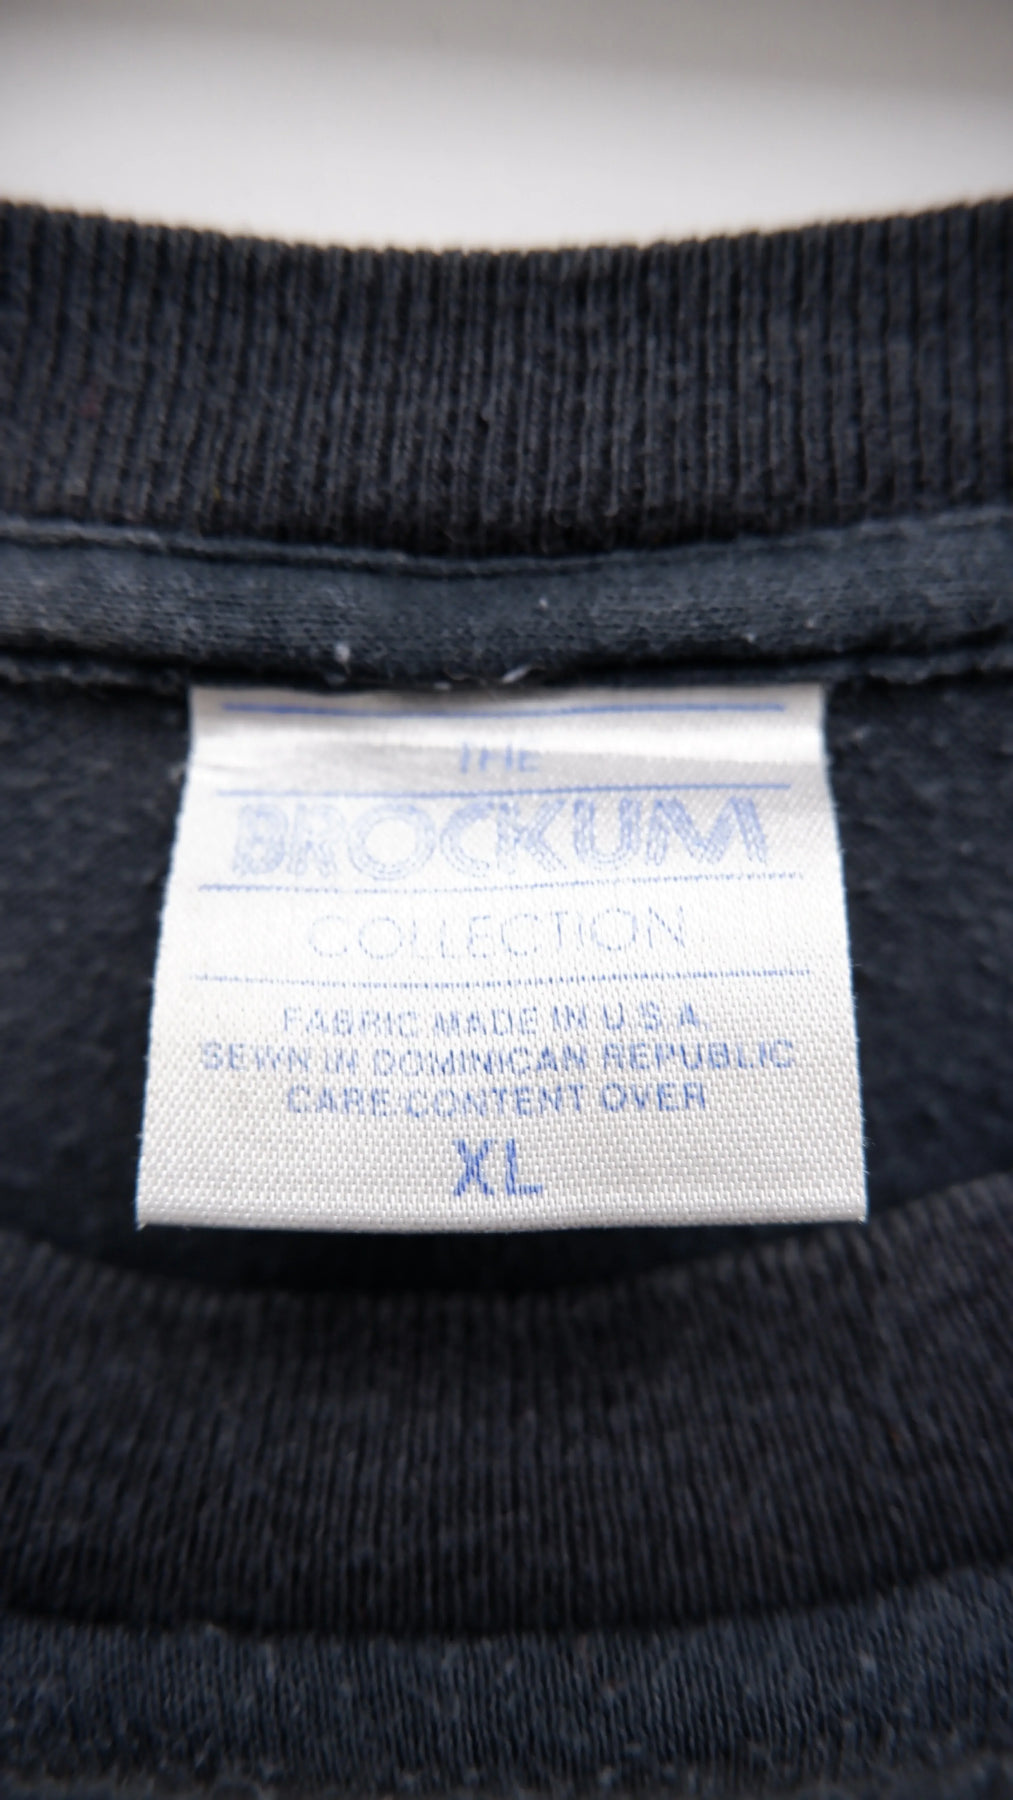 THE
BROCKUM
COLLECTION
FABRIC MADE IN U.S.A.
SEWN IN DOMINICAN REPUBLIC
CARE:CONTENT OVER
XL